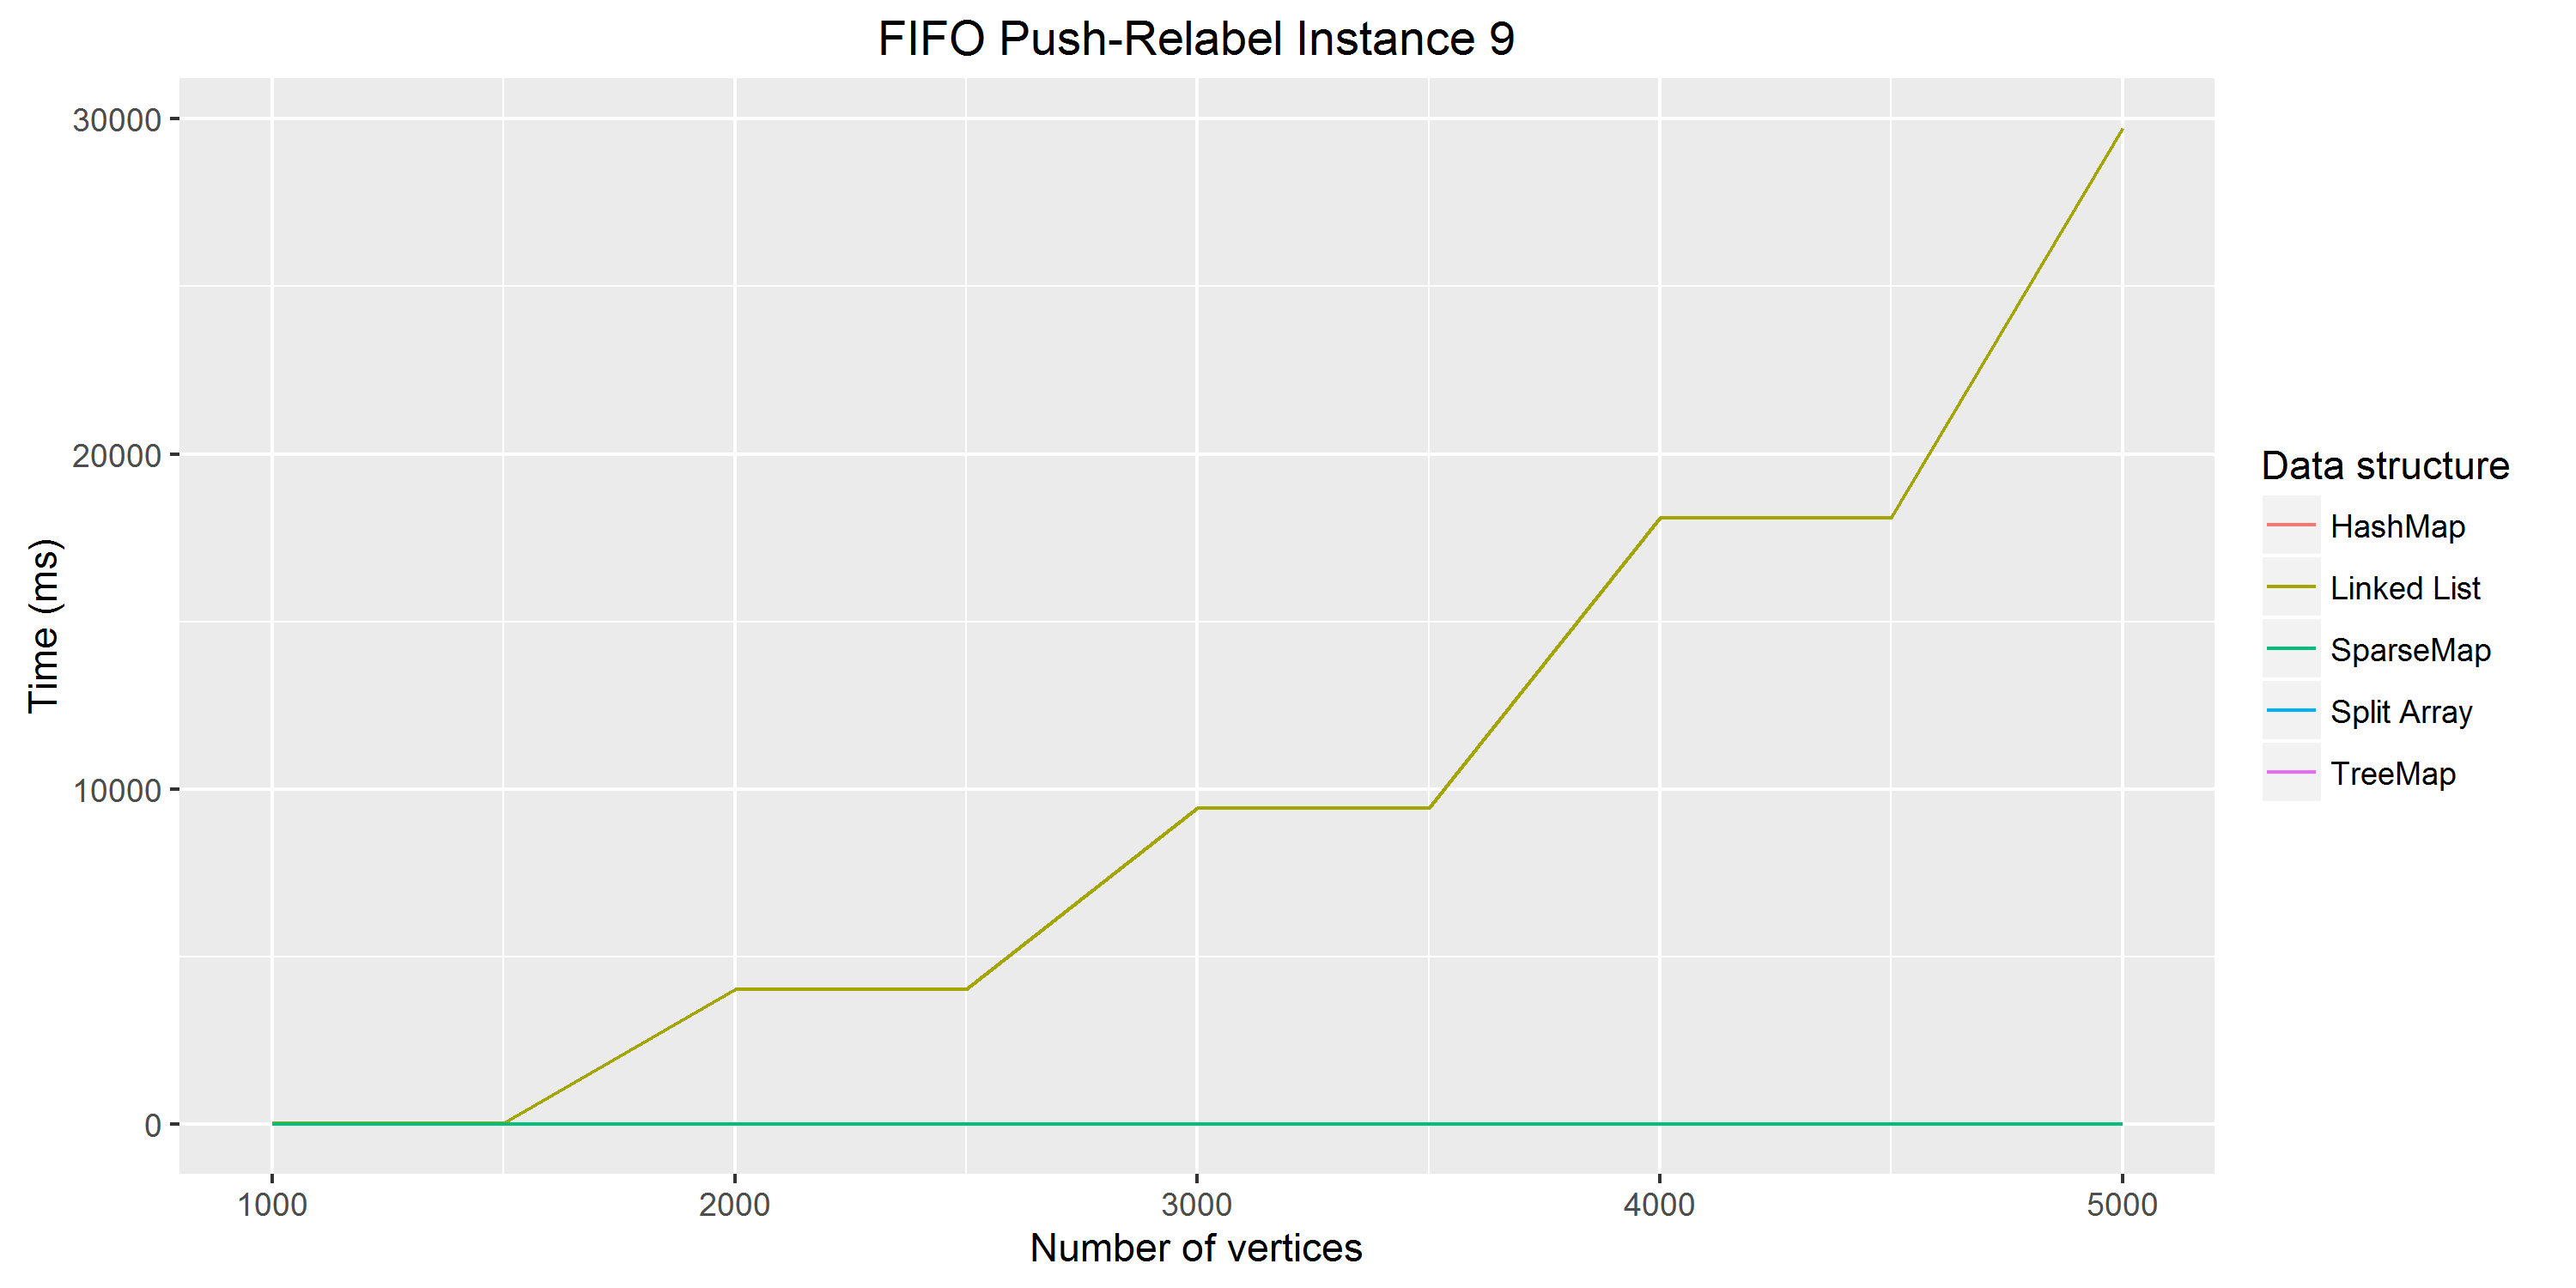 FIFO Push-Relabel Instance 9
Time (ms)
30000
20000
10000
0
1000 2000 3000 4000 5000
Number of vertices
Data structure
HashMap
Linked List
SparseMap
Split Array
TreeMap